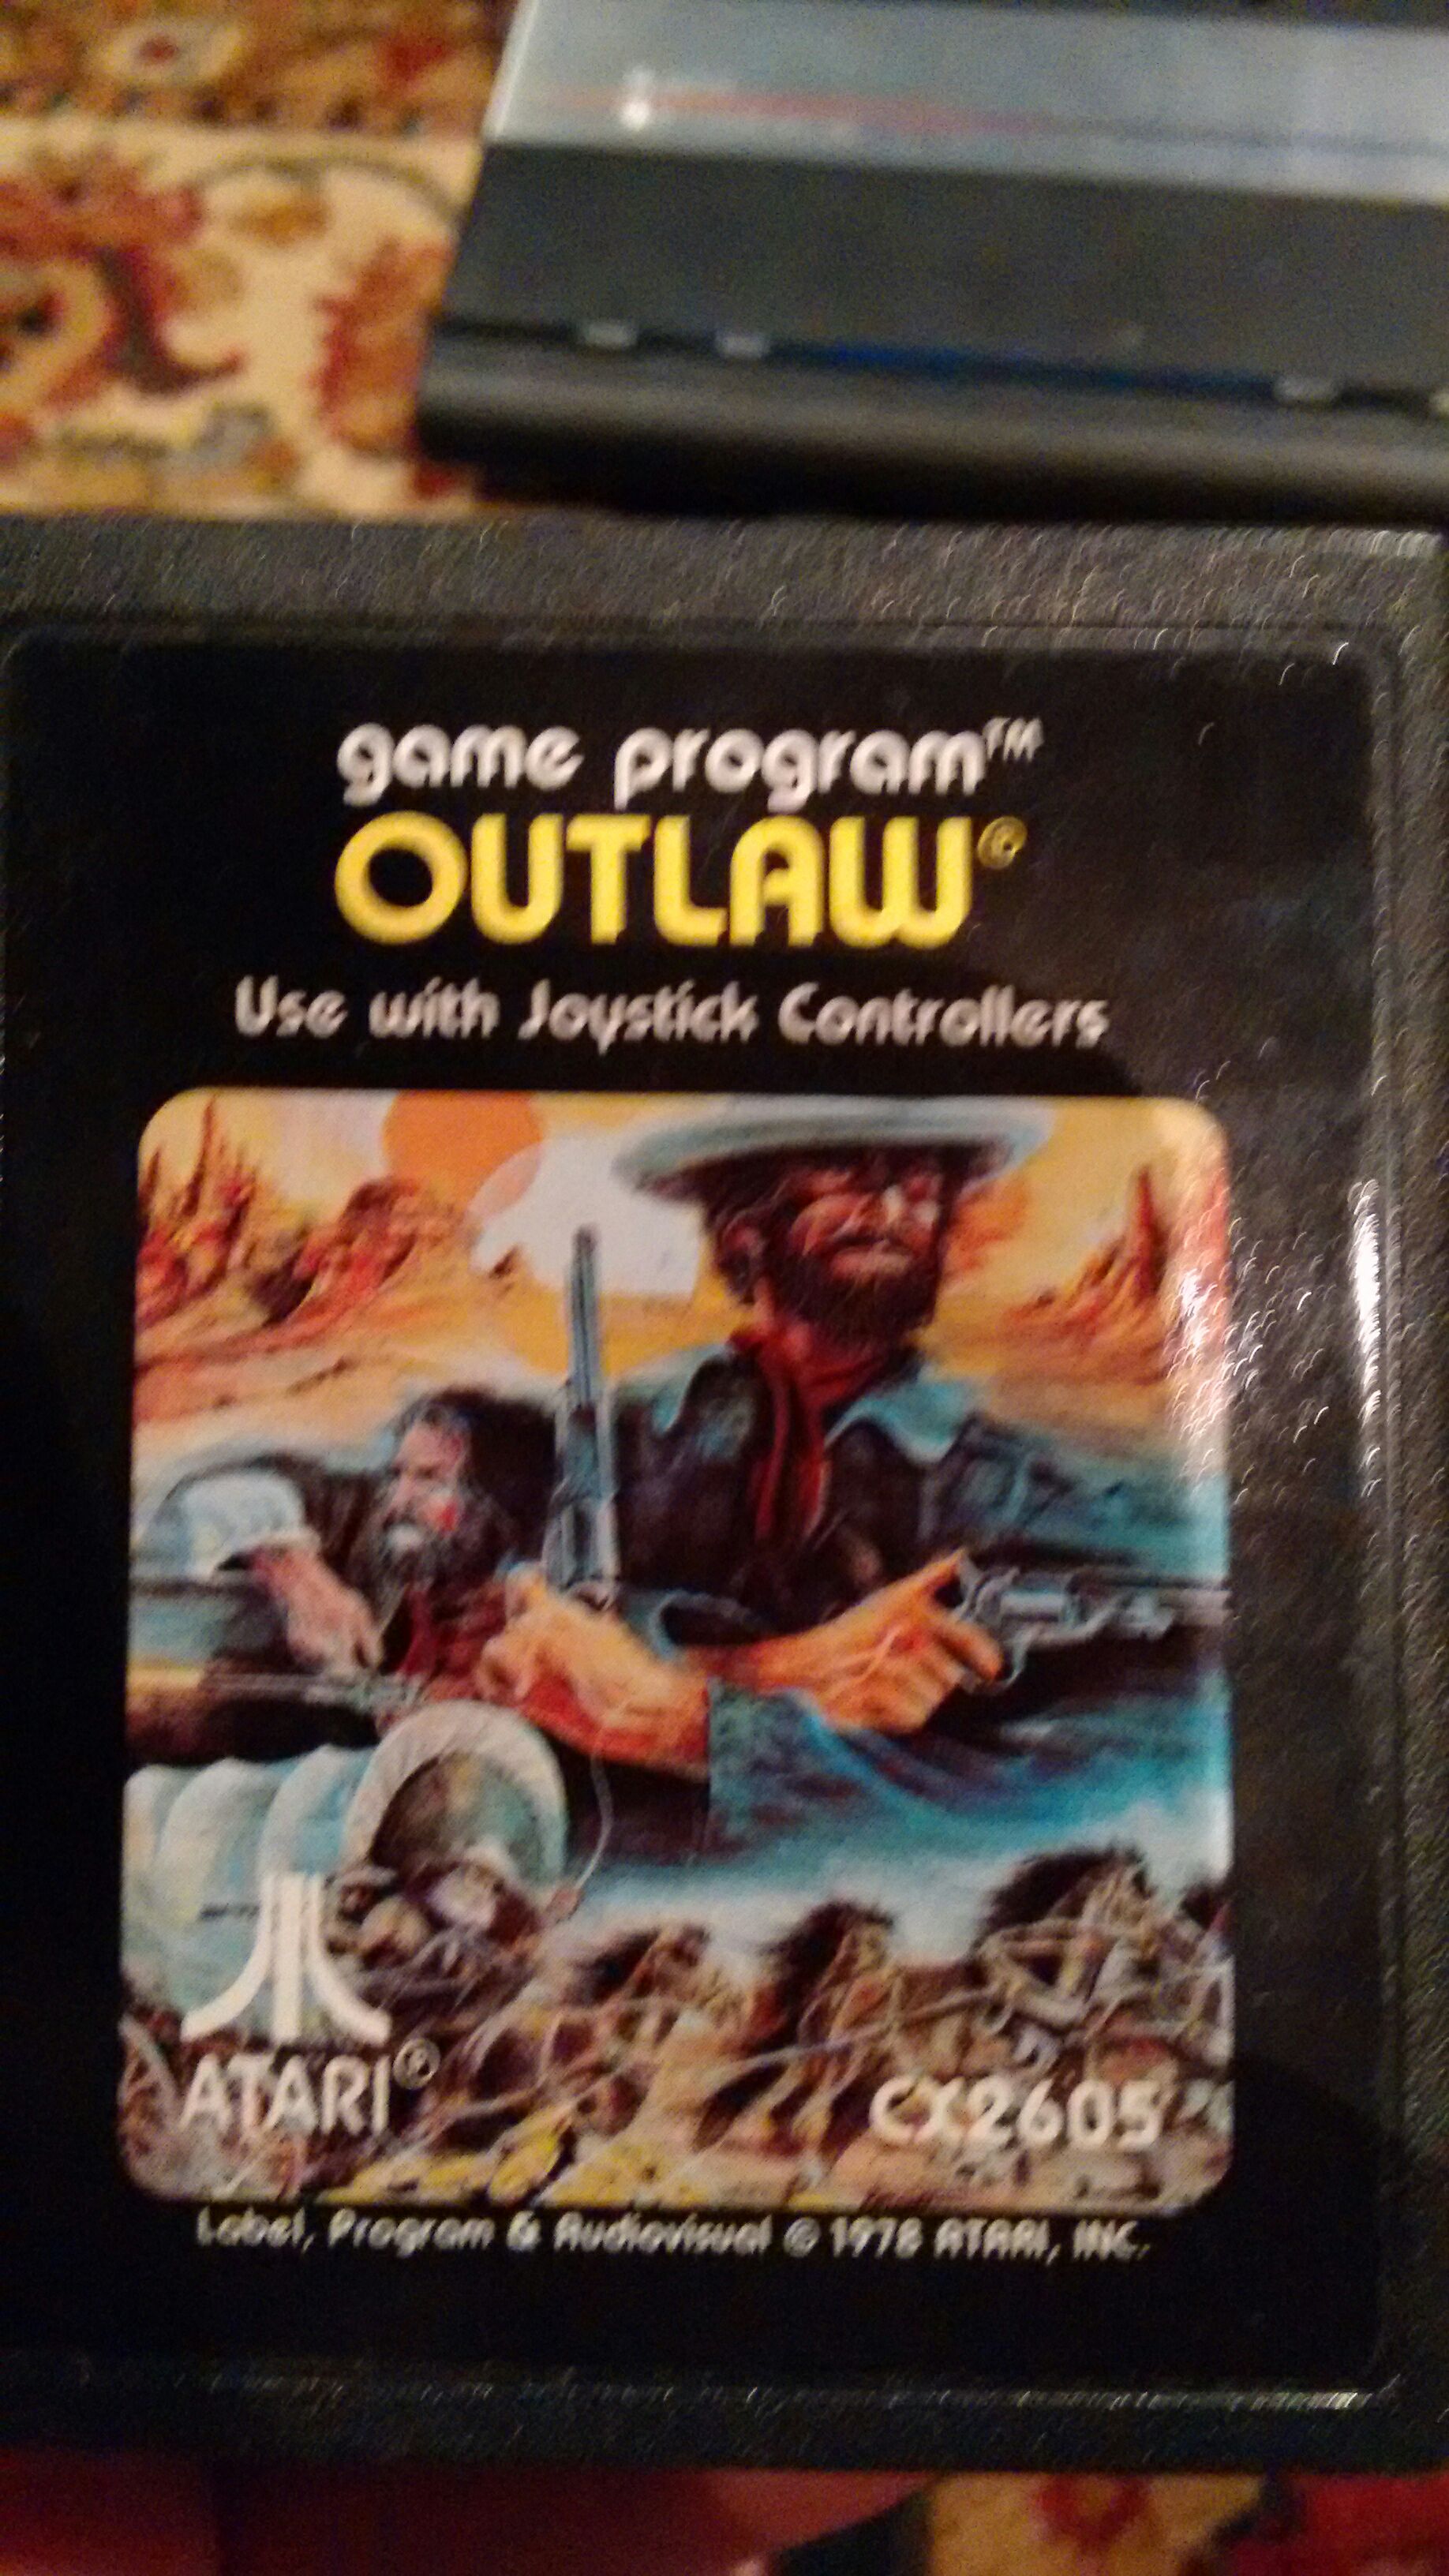 game program™
OUTLAW©
Use with Joystick Controllers
ATARI®
CX2605
Label, Program & Audiovisual © 1978 ATARI, INC.